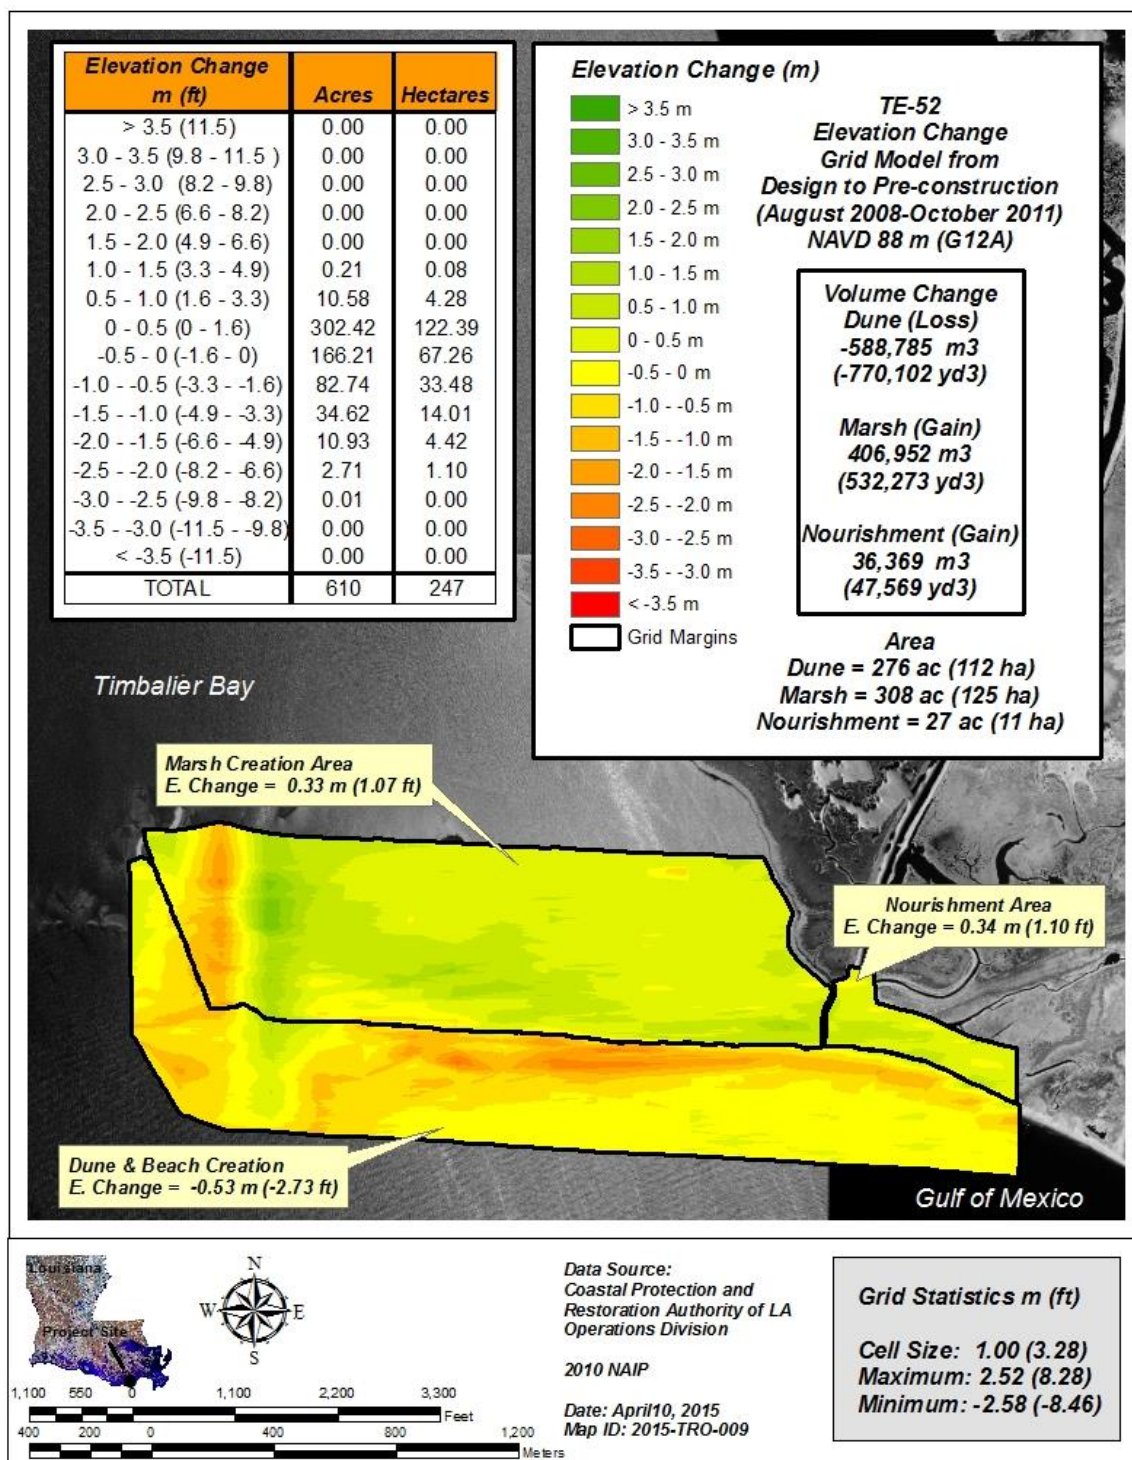 Elevation Change
m (ft) Acres Hectares
> 3.5 (11.5) 0.00 0.00
3.0 - 3.5 (9.8 - 11.5 ) 0.00 0.00
2.5 - 3.0 (8.2 - 9.8) 0.00 0.00
2.0 - 2.5 (6.6 - 8.2) 0.00 0.00
1.5 - 2.0 (4.9 - 6.6) 0.00 0.00
1.0 - 1.5 (3.3 - 4.9) 0.21 0.08
0.5 - 1.0 (1.6 - 3.3) 10.58 4.28
0 - 0.5 (0 - 1.6) 302.42 122.39
-0.5 - 0 (-1.6 - 0) 166.21 67.26
-1.0 - -0.5 (-3.3 - -1.6) 82.74 33.48
-1.5 - -1.0 (-4.9 - -3.3) 34.62 14.01
-2.0 - -1.5 (-6.6 - -4.9) 10.93 4.42
-2.5 - -2.0 (-8.2 - -6.6) 2.71 1.10
-3.0 - -2.5 (-9.8 - -8.2) 0.01 0.00
-3.5 - -3.0 (-11.5 - -9.8) 0.00 0.00
< -3.5 (-11.5) 0.00 0.00
TOTAL 610 247
Elevation Change (m)
> 3.5 m
3.0 - 3.5 m
2.5 - 3.0 m
2.0 - 2.5 m
1.5 - 2.0 m
1.0 - 1.5 m
0.5 - 1.0 m
0 - 0.5 m
-0.5 - 0 m
-1.0 - -0.5 m
-1.5 - -1.0 m
-2.0 - -1.5 m
-2.5 - -2.0 m
-3.0 - -2.5 m
-3.5 - -3.0 m
< -3.5 m
Grid Margins
TE-52
Elevation Change
Grid Model from
Design to Pre-construction
(August 2008-October 2011)
NAVD 88 m (G12A)
Volume Change
Dune (Loss)
-588,785 m3
(-770,102 yd3)
Marsh (Gain)
406,952 m3
(532,273 yd3)
Nourishment (Gain)
36,369 m3
(47,569 yd3)
Area
Dune = 276 ac (112 ha)
Marsh = 308 ac (125 ha)
Nourishment = 27 ac (11 ha)
Timbalier Bay
Marsh Creation Area
E. Change = 0.33 m (1.07 ft)
Nourishment Area
E. Change = 0.34 m (1.10 ft)
Dune & Beach Creation
E. Change = -0.53 m (-2.73 ft)
Gulf of Mexico
Louisiana
Project Site
N
W E
S
1,100 550 0 1,100 2,200 3,300
Feet
400 200 0 400 800 1,200
Meters
Data Source:
Coastal Protection and
Restoration Authority of LA
Operations Division
2010 NAIP
Date: April10, 2015
Map ID: 2015-TRO-009
Grid Statistics m (ft)
Cell Size: 1.00 (3.28)
Maximum: 2.52 (8.28)
Minimum: -2.58 (-8.46)